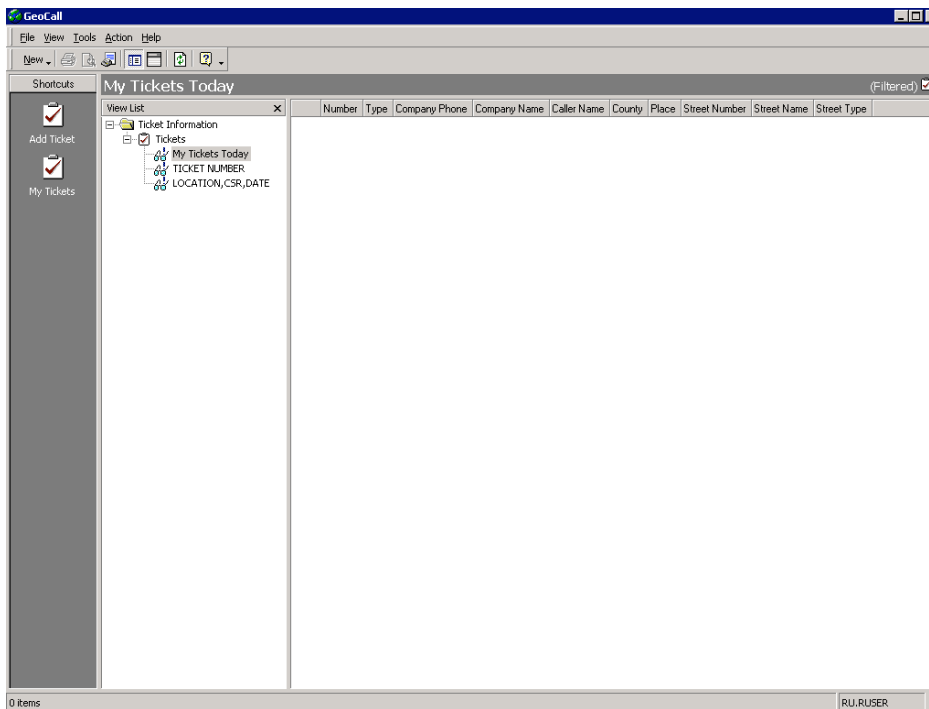 GeoCall
File View Tools Action Help
New
Shortcuts
My Tickets Today
(Filtered)
Add Ticket
My Tickets
View List
Ticket Information
Tickets
My Tickets Today
TICKET NUMBER
LOCATION,CSR,DATE
Number Type Company Phone Company Name Caller Name County Place Street Number Street Name Street Type
0 items
RU.RUSER